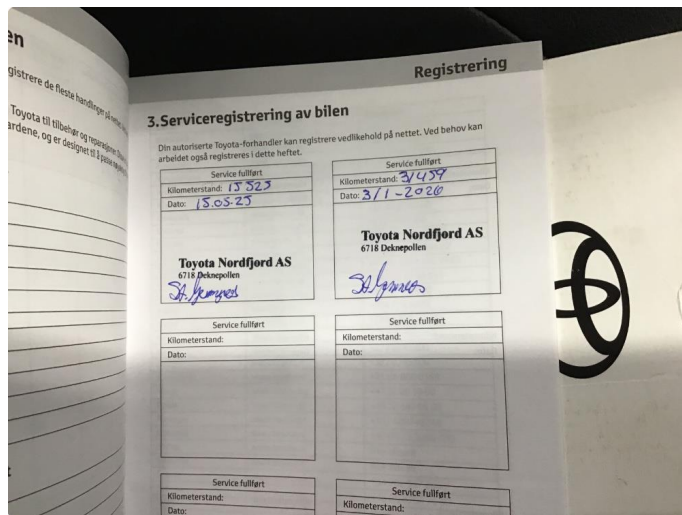 en
gistrere de fleste handlinger på nettet.
Toyota til tilbehør og reparasjoner
ardene, og er designet til å passe
Registrering
3.Serviceregistrering av bilen
Din autoriserte Toyota-forhandler kan registrere vedlikehold på nettet. Ved behov kan
arbeidet også registreres i dette heftet.
Service fullført
Kilometerstand: 15 525
Dato: 15.05-25
Toyota Nordfjord AS
6718 Deknepollen
Service fullført
Kilometerstand: 31459
Dato: 3/1-2026
Toyota Nordfjord AS
6718 Deknepollen
Service fullført
Kilometerstand:
Dato:
Service fullført
Kilometerstand:
Dato:
Service fullført
Kilometerstand:
Dato:
Service fullført
Kilometerstand: